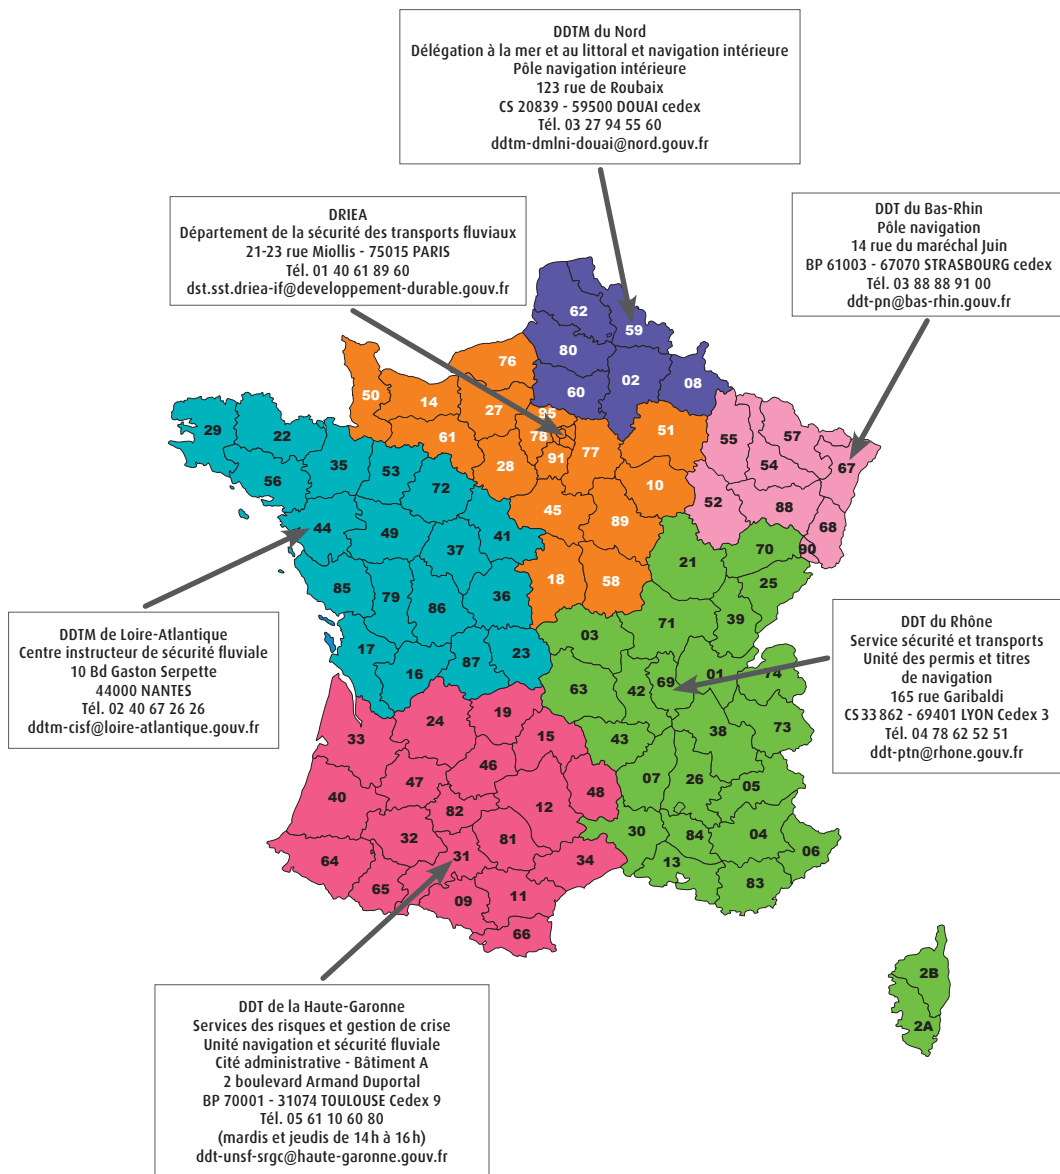 DDTM du Nord
Délégation à la mer et au littoral et navigation intérieure
Pôle navigation intérieure
123 rue de Roubaix
CS 20839 - 59500 DOUAI cedex
Tél. 03 27 94 55 60
ddtm-dmlni-douai@nord.gouv.fr
DRIEA
Département de la sécurité des transports fluviaux
21-23 rue Miollis - 75015 PARIS
Tél. 01 40 61 89 60
dst.sst.driea-if@developpement-durable.gouv.fr
DDT du Bas-Rhin
Pôle navigation
14 rue du maréchal Juin
BP 61003 - 67070 STRASBOURG cedex
Tél. 03 88 88 91 00
ddt-pn@bas-rhin.gouv.fr
62
59
80
76
02
08
60
50
14
27
95
51
55
57
29
22
61
78
77
54
67
35
53
28
91
56
72
10
52
88
45
68
44
49
41
89
70
90
37
21
18
58
25
85
79
86
36
71
39
03
17
87
23
16
63
42
69
01
74
24
19
33
15
43
38
73
46
47
07
26
05
40
48
82
12
32
81
30
84
04
06
64
31
34
13
65
09
11
83
66
2B
2A
DDTM de Loire-Atlantique
Centre instructeur de sécurité fluviale
10 Bd Gaston Serpette
44000 NANTES
Tél. 02 40 67 26 26
ddtm-cisf@loire-atlantique.gouv.fr
DDT du Rhône
Service sécurité et transports
Unité des permis et titres
de navigation
165 rue Garibaldi
CS 33 862 - 69401 LYON Cedex 3
Tél. 04 78 62 52 51
ddt-ptn@rhone.gouv.fr
DDT de la Haute-Garonne
Services des risques et gestion de crise
Unité navigation et sécurité fluviale
Cité administrative - Bâtiment A
2 boulevard Armand Duportal
BP 70001 - 31074 TOULOUSE Cedex 9
Tél. 05 61 10 60 80
(mardis et jeudis de 14h à 16h)
ddt-unsf-srgc@haute-garonne.gouv.fr